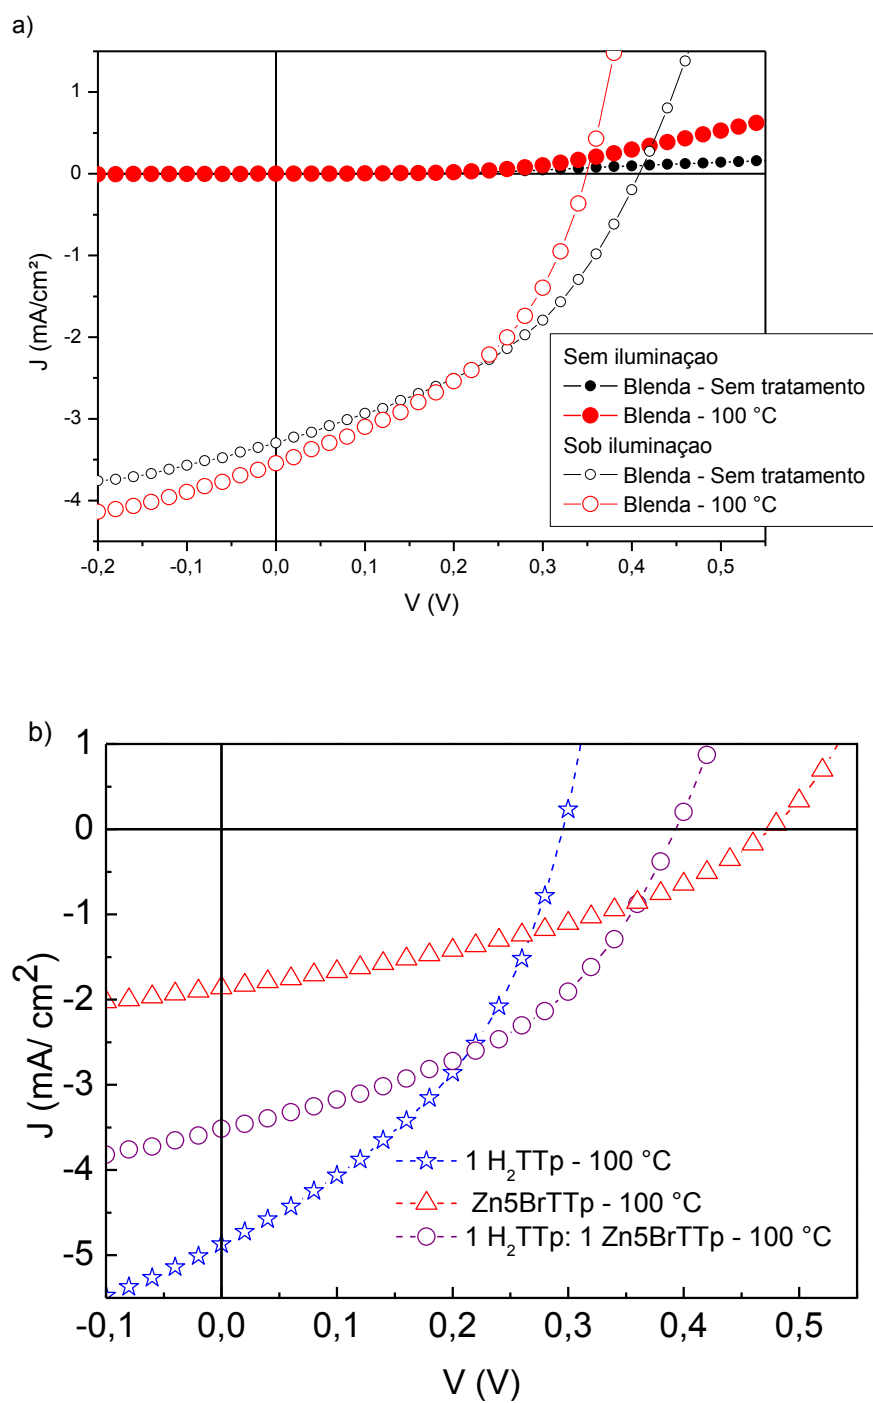 a)
1
0
-1
-2
-3
-4
J (mA/cm²)
Sem iluminaçao
Blenda - Sem tratamento
Blenda - 100 °C
Sob iluminaçao
Blenda - Sem tratamento
Blenda - 100 °C
-0,2 -0,1 0,0 0,1 0,2 0,3 0,4 0,5
V (V)
b)
1
0
-1
-2
-3
-4
-5
J (mA/ cm²)
1 H₂TTp - 100 °C
Zn5BrTTp - 100 °C
1 H₂TTp: 1 Zn5BrTTp - 100 °C
-0,1 0,0 0,1 0,2 0,3 0,4 0,5
V (V)